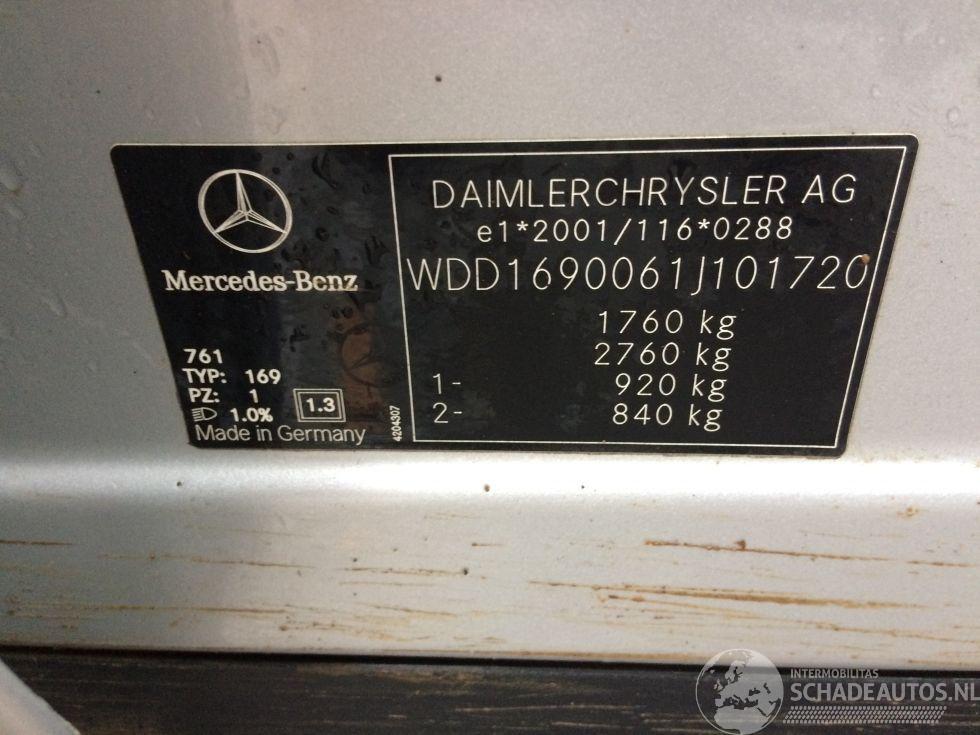 Mercedes-Benz
761
TYP: 169
PZ: 1
1.0% 1.3
Made in Germany
4204307
DAIMLERCHRYSLER AG
e1*2001/116*0288
WDD1690061J101720
1760 kg
2760 kg
1- 920 kg
2- 840 kg
INTERMOBILITAS
SCHADEAUTOS.NL